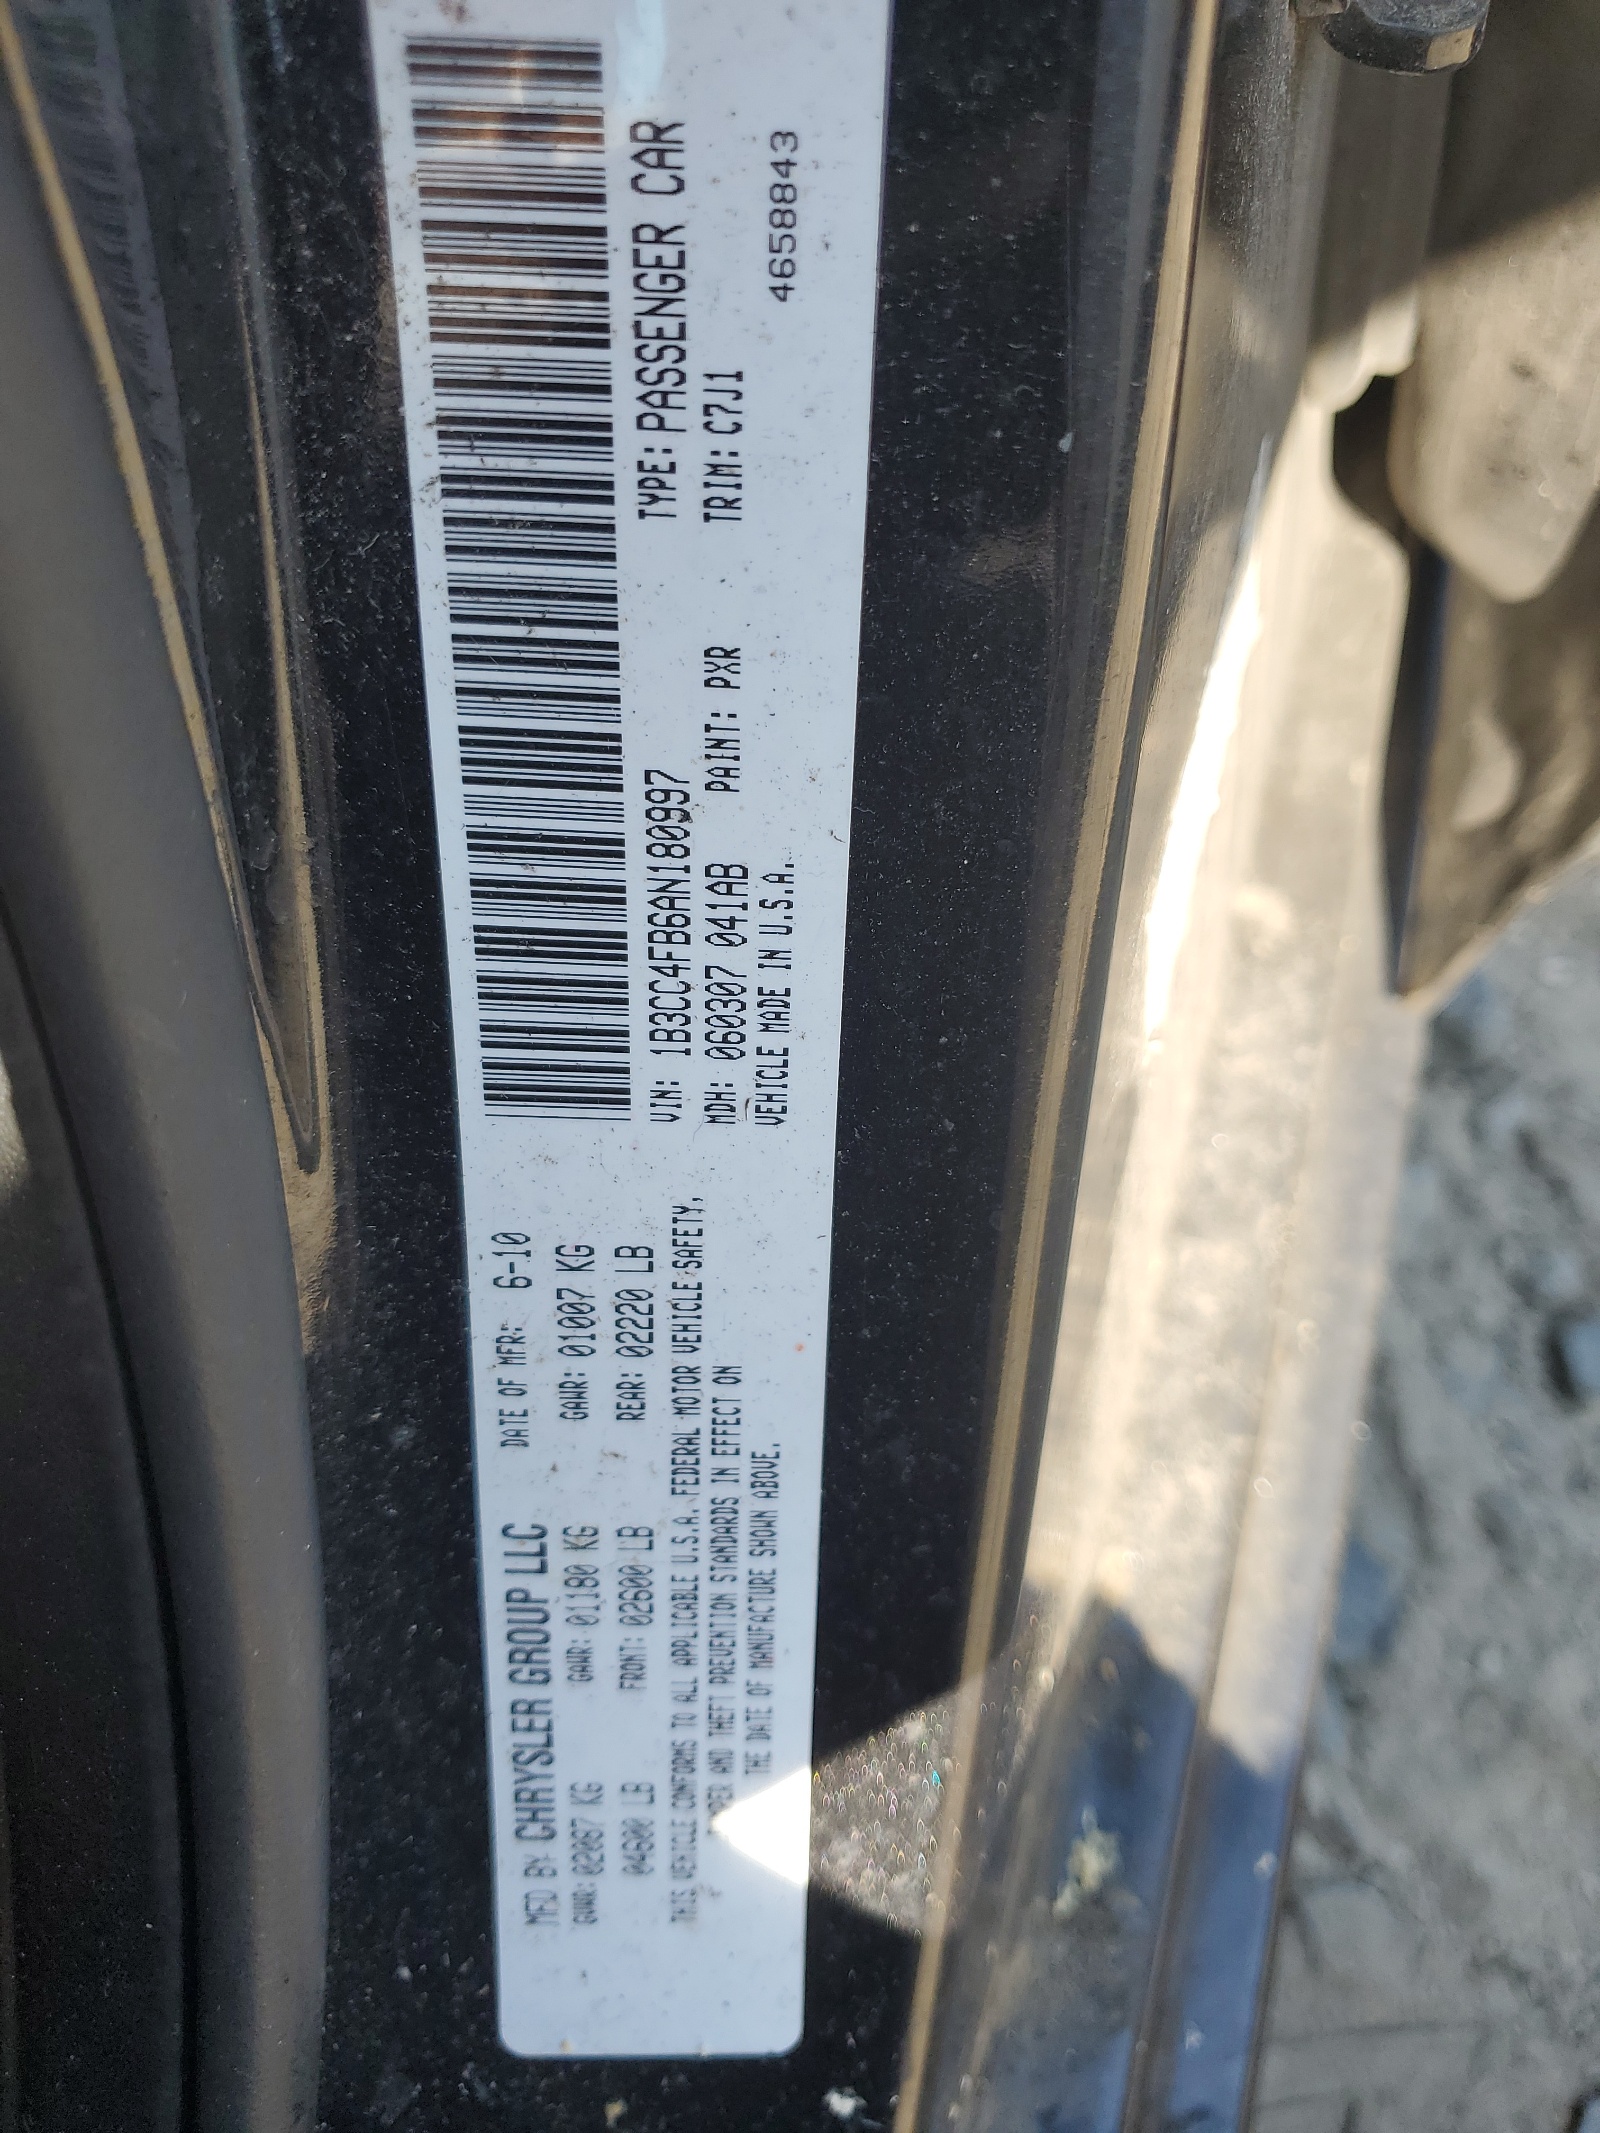 MFD BY CHRYSLER GROUP LLC DATE OF MFR: 6-10
GVWR: 02087 KG GAWR: 01180 KG GAWR: 01007 KG
04600 LB FRONT: 02600 LB REAR: 02220 LB
THIS VEHICLE CONFORMS TO ALL APPLICABLE U.S.A. FEDERAL MOTOR VEHICLE SAFETY,
AND THEFT PREVENTION STANDARDS IN EFFECT ON
THE DATE OF MANUFACTURE SHOWN ABOVE.
VIN: 1B3CC4FB6AN180997 TYPE: PASSENGER CAR
MDH: 060307 041AB PAINT: PXR TRIM: C7J1
VEHICLE MADE IN U.S.A. 4658843